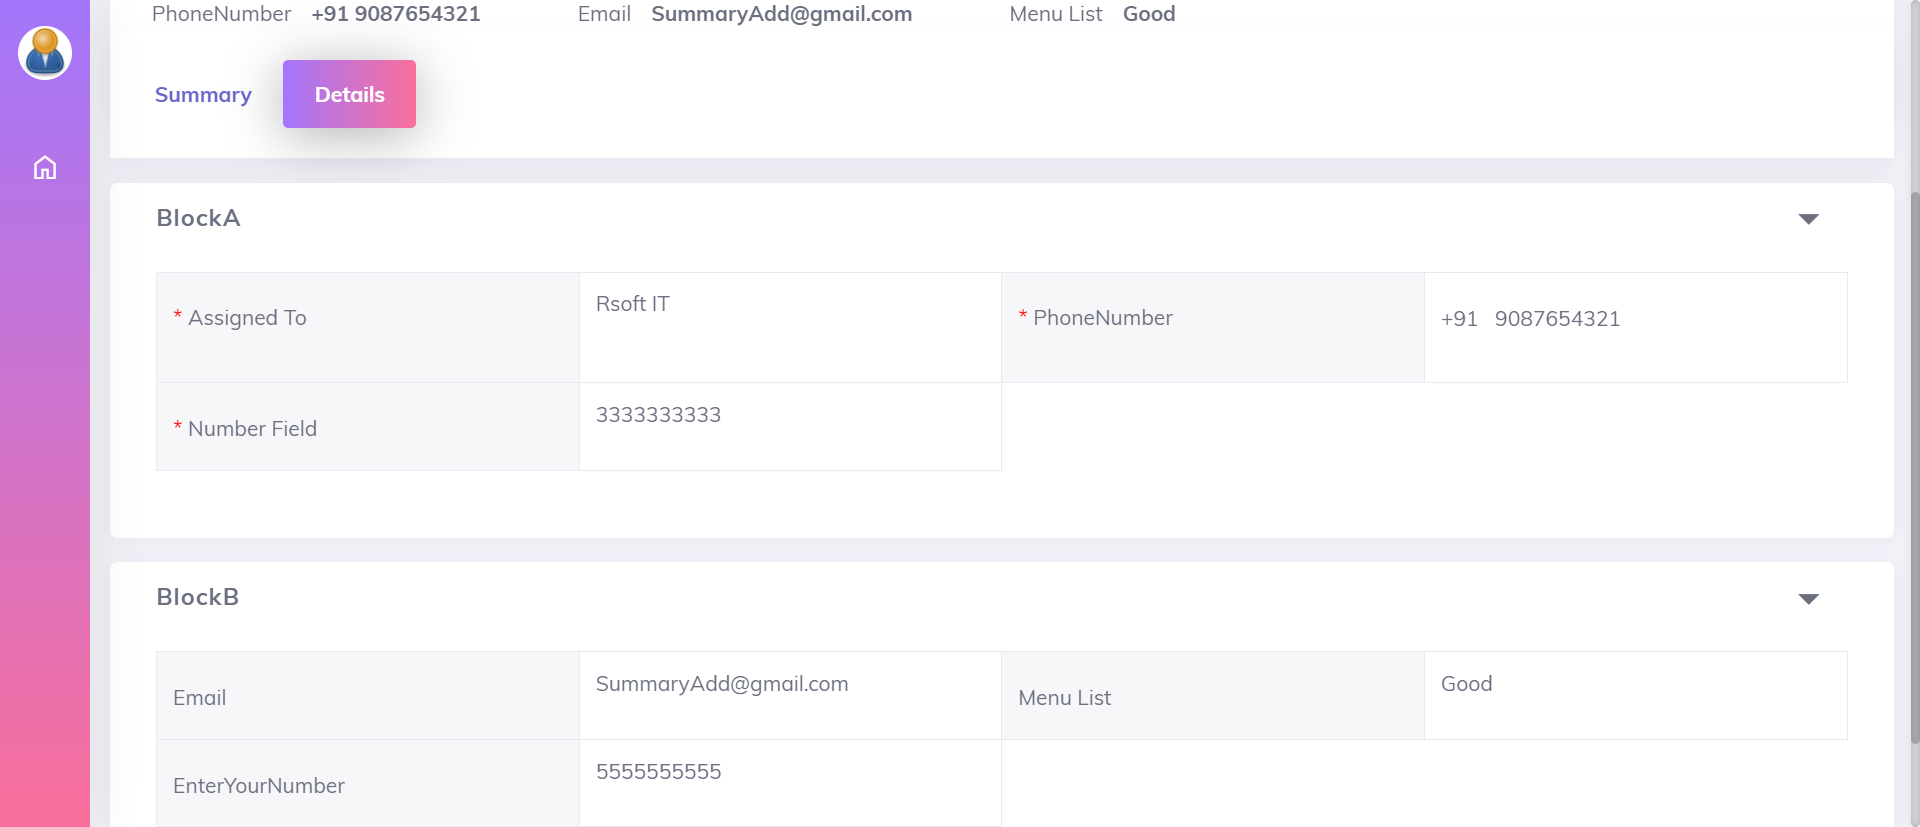 PhoneNumber +91 9087654321 Email SummaryAdd@gmail.com Menu List Good
Summary Details
BlockA
* Assigned To Rsoft IT * PhoneNumber +91 9087654321
* Number Field 3333333333
BlockB
Email SummaryAdd@gmail.com Menu List Good
EnterYourNumber 5555555555